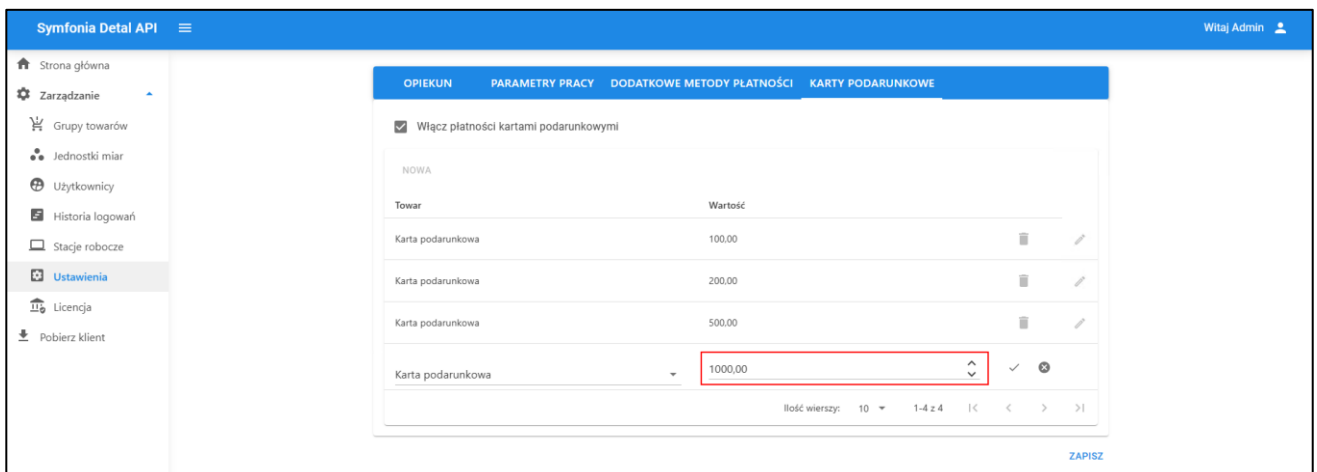 Symfonia Detal API
Witaj Admin
Strona główna
Zarządzanie
Grupy towarów
Jednostki miar
Użytkownicy
Historia logowań
Stacje robocze
Ustawienia
Licencja
Pobierz klient
OPIEKUN PARAMETRY PRACY DODATKOWE METODY PŁATNOŚCI KARTY PODARUNKOWE
Włącz płatności kartami podarunkowymi
NOWA
Towar Wartość
Karta podarunkowa 100,00
Karta podarunkowa 200,00
Karta podarunkowa 500,00
Karta podarunkowa 1000,00
Ilość wierszy: 10 1-4 z 4
ZAPISZ